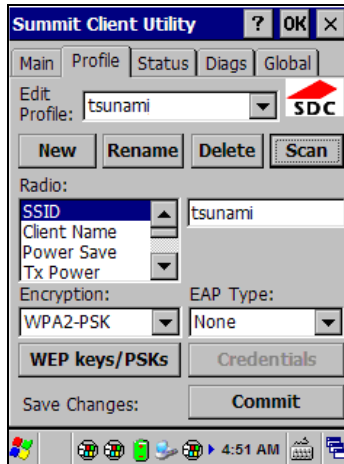 Summit Client Utility ? OK ×
Main Profile Status Diags Global
Edit
Profile: tsunami
SDC
New Rename Delete Scan
Radio:
SSID tsunami
Client Name
Power Save
Tx Power
Encryption: EAP Type:
WPA2-PSK None
WEP keys/PSKs Credentials
Save Changes: Commit
4:51 AM